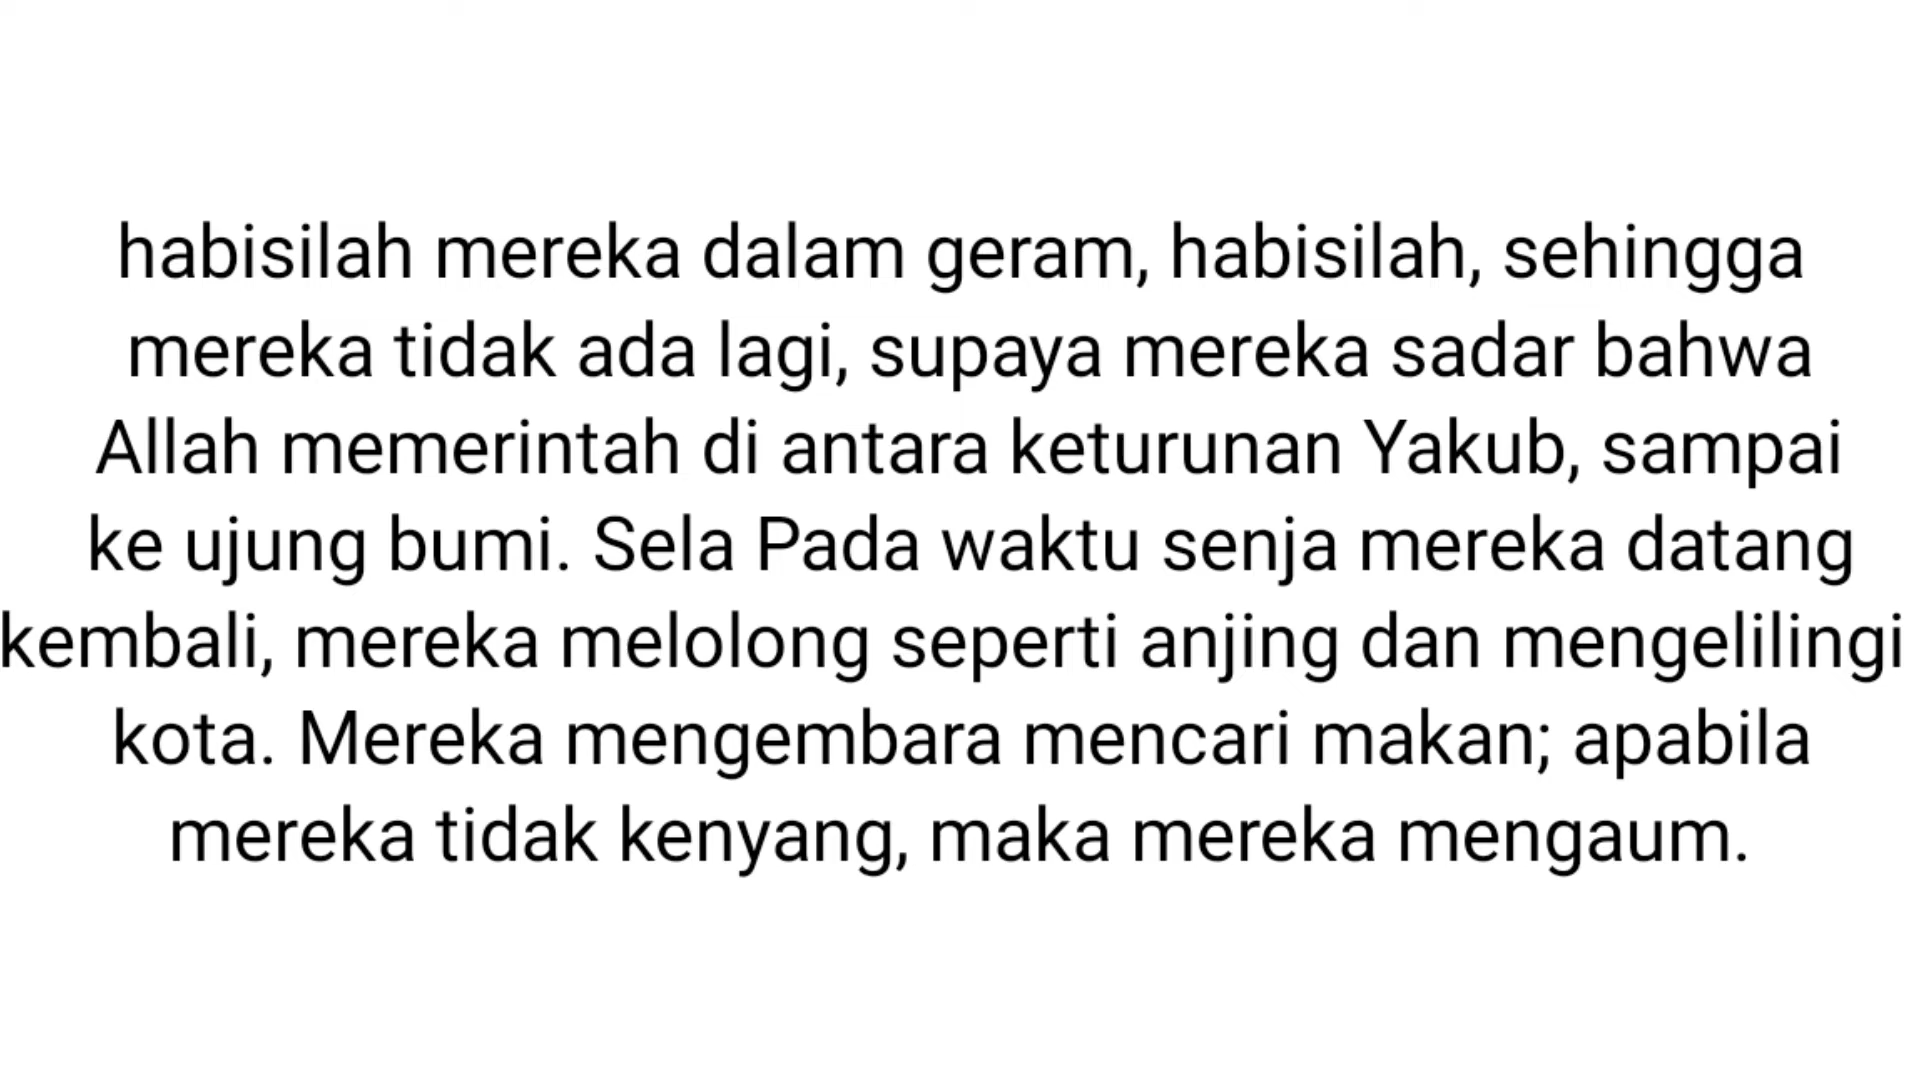 habisilah mereka dalam geram, habisilah, sehingga
mereka tidak ada lagi, supaya mereka sadar bahwa
Allah memerintah di antara keturunan Yakub, sampai
ke ujung bumi. Sela Pada waktu senja mereka datang
kembali, mereka melolong seperti anjing dan mengelilingi
kota. Mereka mengembara mencari makan; apabila
mereka tidak kenyang, maka mereka mengaum.